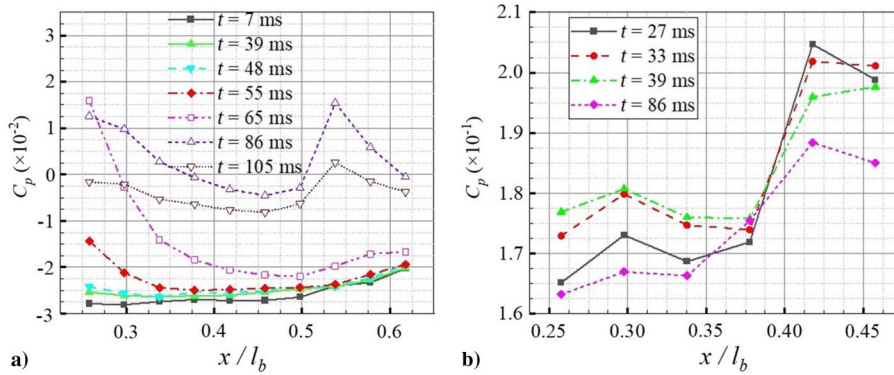 3
2
1
0
-1
-2
-3
C_p (×10⁻²)
t = 7 ms
t = 39 ms
t = 48 ms
t = 55 ms
t = 65 ms
t = 86 ms
t = 105 ms
0.3 0.4 0.5 0.6
x / l_b
a)
2.1
2.0
1.9
1.8
1.7
1.6
C_p (×10⁻¹)
t = 27 ms
t = 33 ms
t = 39 ms
t = 86 ms
0.25 0.30 0.35 0.40 0.45
x / l_b
b)